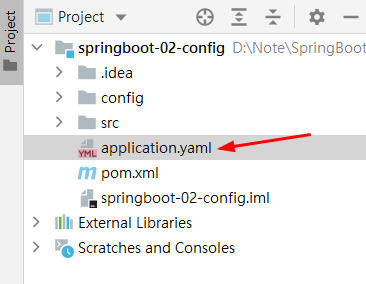 Project
Project
springboot-02-config D:\Note\SpringBoot
.idea
config
src
YML application.yaml
m pom.xml
springboot-02-config.iml
External Libraries
Scratches and Consoles